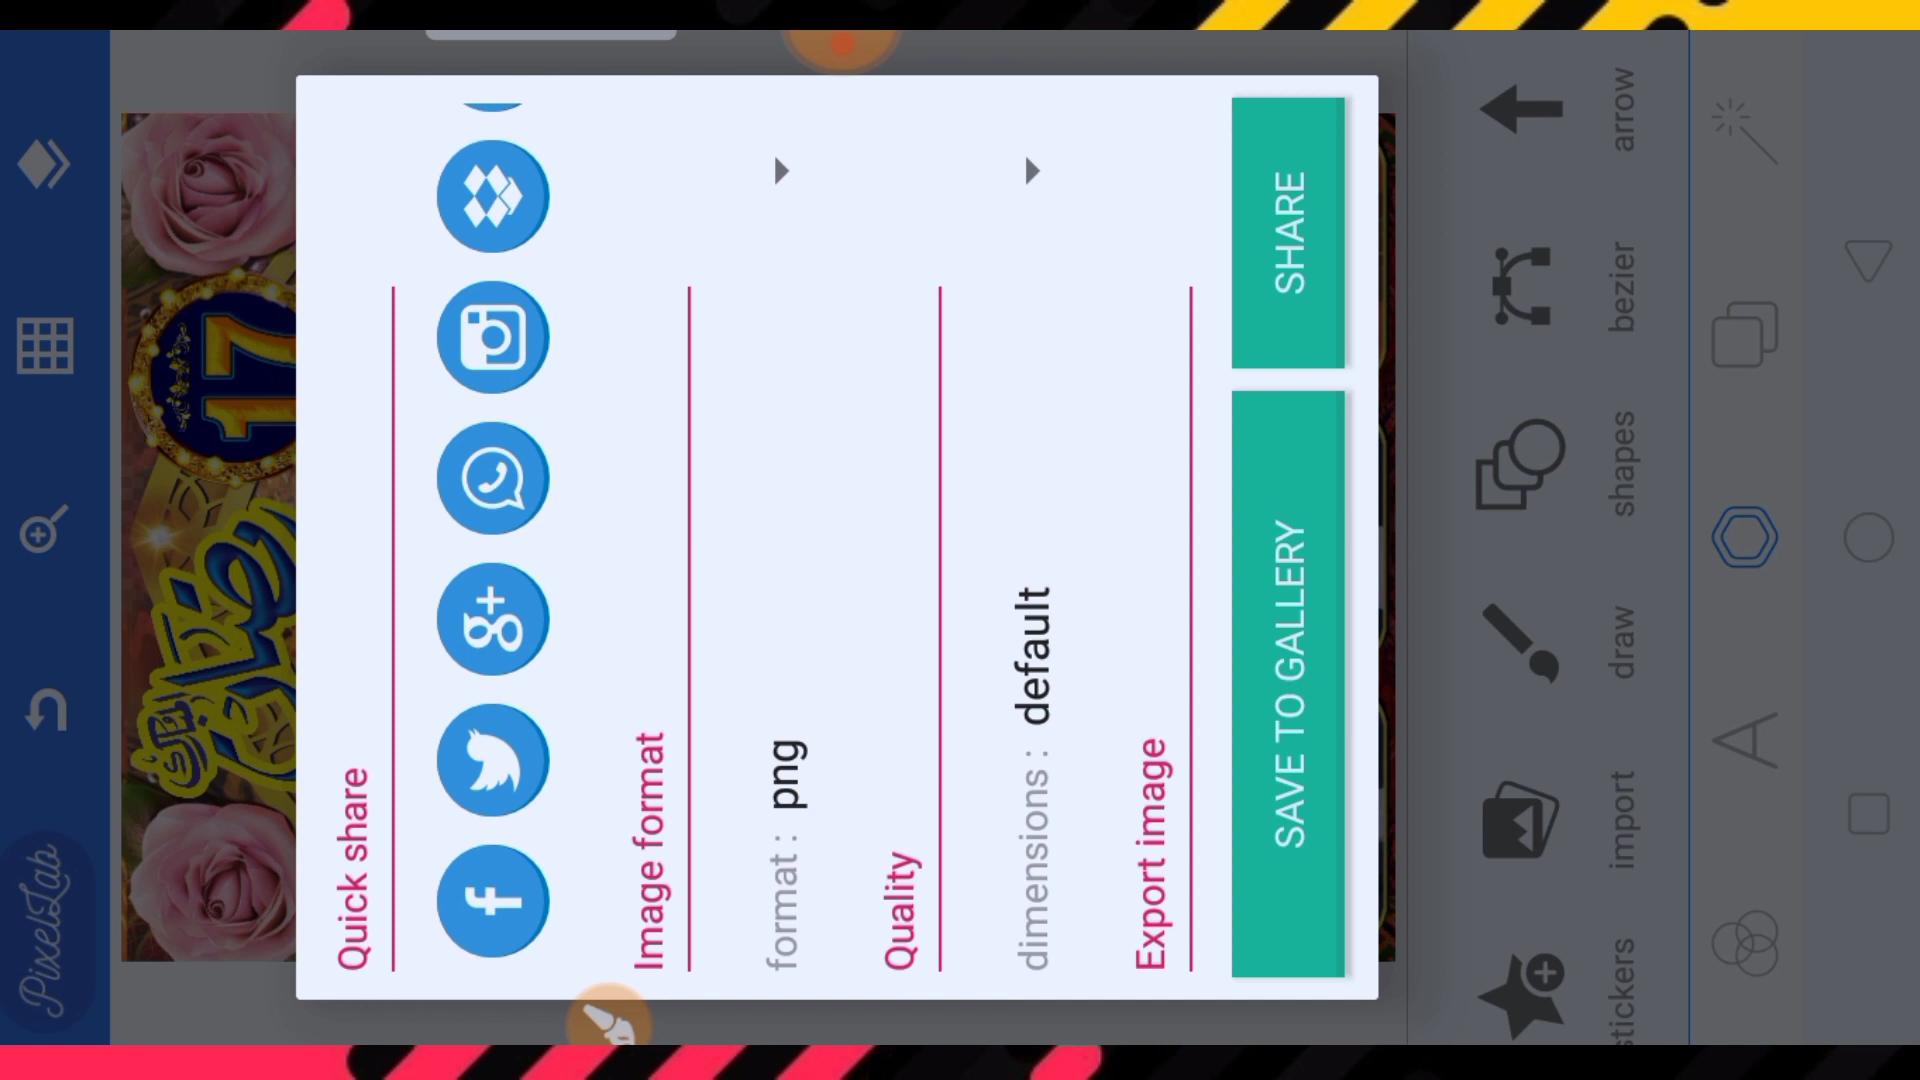 PixelLab
17
Quick share
Image format
format : png
Quality
dimensions : default
Export image
SAVE TO GALLERY
SHARE
stickers
import
draw
shapes
bezier
arrow